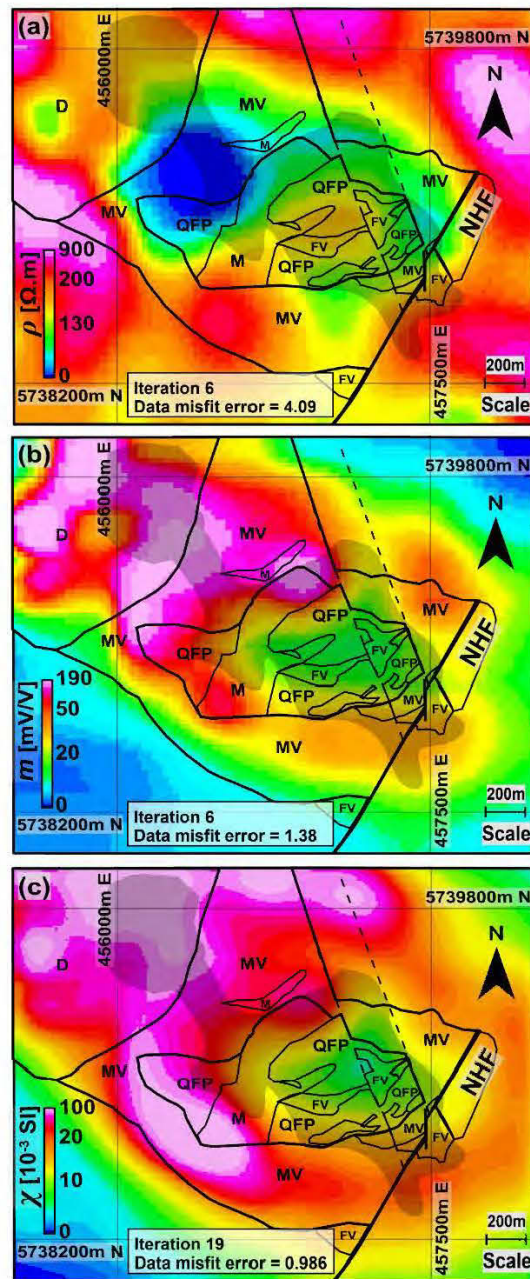 (a)
5739800m N
456000m E
D
MV
N
M
MV
QFP
MV
QFP
FV
NHF
FV
QFP
M
QFP
MV
FV
MV
ρ [Ω.m]
900
200
130
0
FV
457500m E
200m
Scale
5738200m N
Iteration 6
Data misfit error = 4.09
(b)
5739800m N
456000m E
D
MV
N
M
QFP
MV
MV
QFP
FV
NHF
FV
QFP
M
QFP
MV
FV
MV
m [mV/V]
190
50
20
0
FV
457500m E
200m
Scale
5738200m N
Iteration 6
Data misfit error = 1.38
(c)
5739800m N
456000m E
D
MV
N
M
QFP
MV
MV
QFP
FV
NHF
FV
QFP
M
QFP
MV
FV
MV
χ [10⁻³ SI]
100
20
10
0
FV
457500m E
200m
Scale
5738200m N
Iteration 19
Data misfit error = 0.986